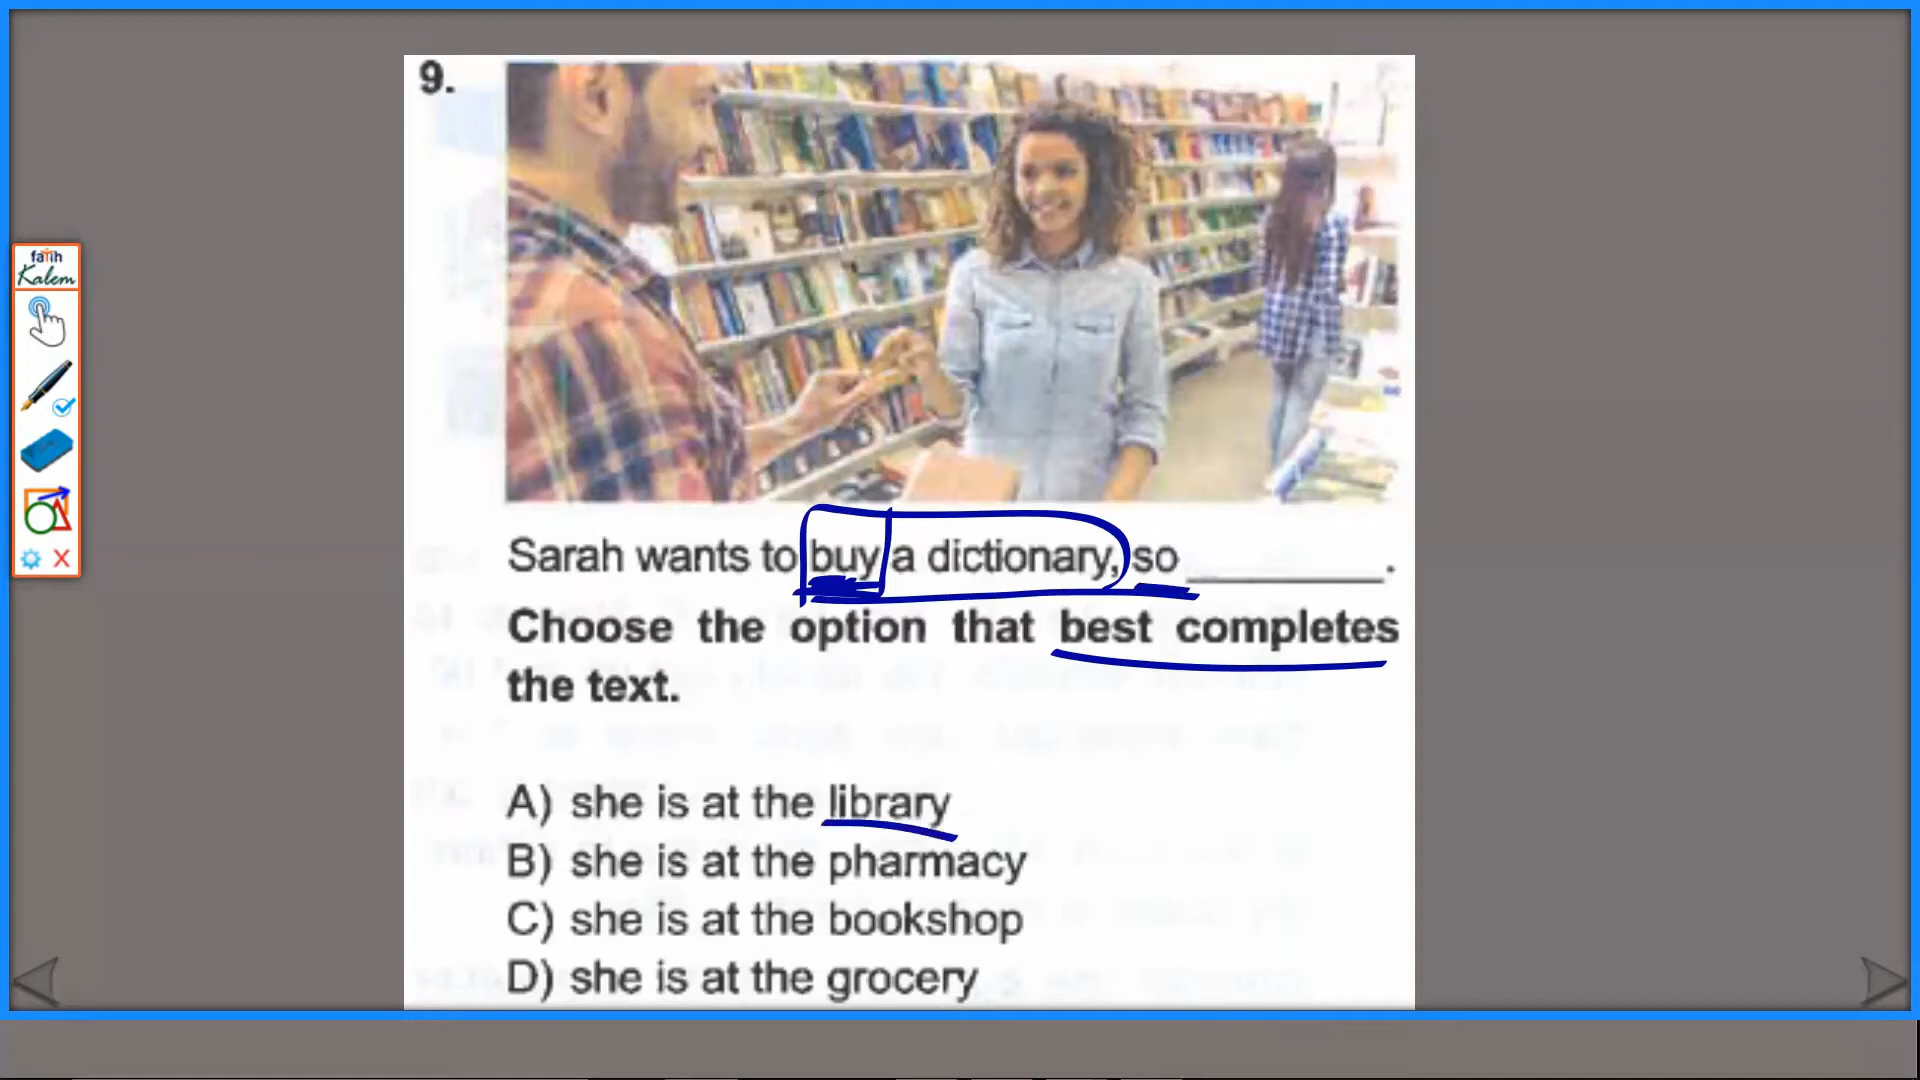 9.
fatih
Kalem
Sarah wants to buy a dictionary, so __________.
Choose the option that best completes
the text.
A) she is at the library
B) she is at the pharmacy
C) she is at the bookshop
D) she is at the grocery